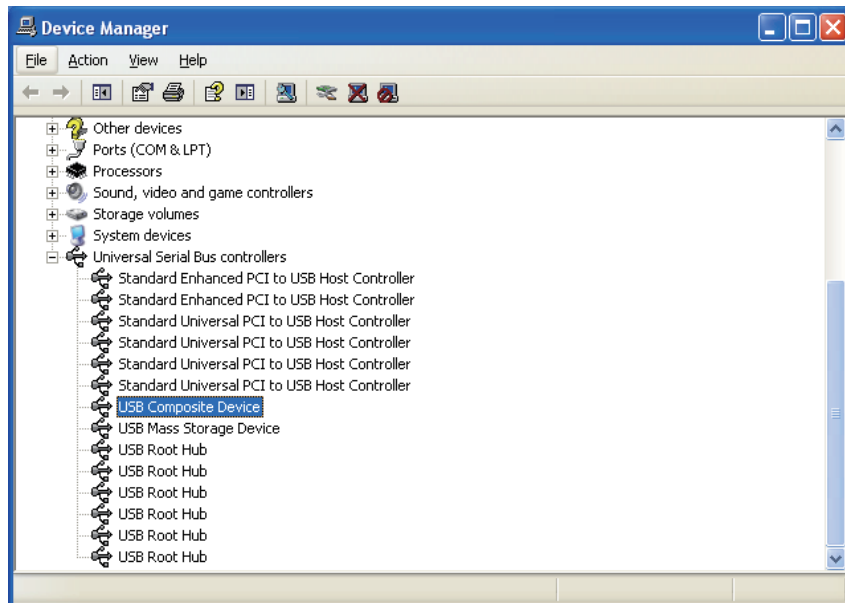 Device Manager
File Action View Help
Other devices
Ports (COM & LPT)
Processors
Sound, video and game controllers
Storage volumes
System devices
Universal Serial Bus controllers
Standard Enhanced PCI to USB Host Controller
Standard Enhanced PCI to USB Host Controller
Standard Universal PCI to USB Host Controller
Standard Universal PCI to USB Host Controller
Standard Universal PCI to USB Host Controller
Standard Universal PCI to USB Host Controller
USB Composite Device
USB Mass Storage Device
USB Root Hub
USB Root Hub
USB Root Hub
USB Root Hub
USB Root Hub
USB Root Hub